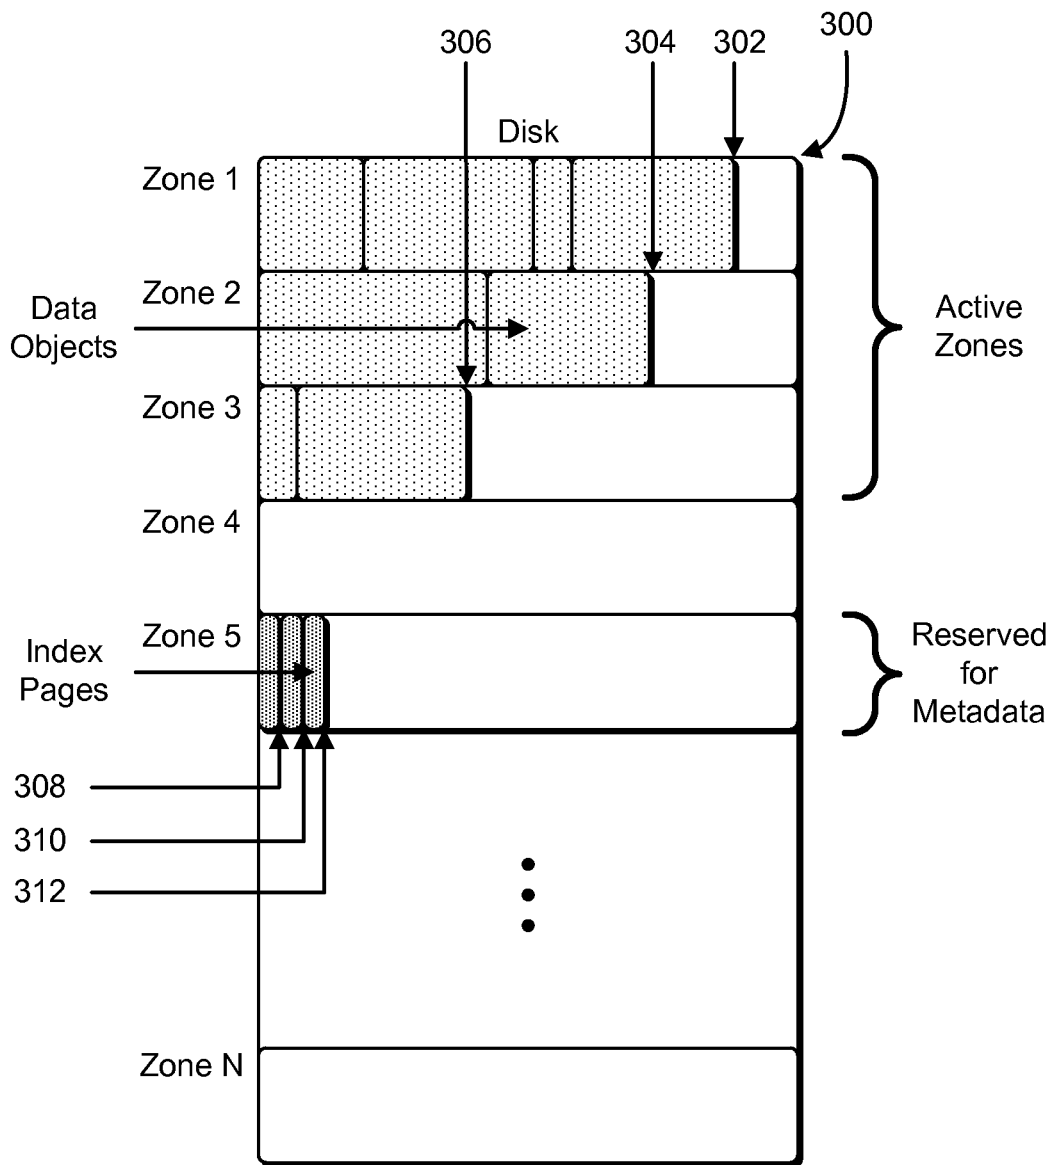 300
306
304
302
Disk
Zone 1
Zone 2
Data
Objects
Active
Zones
Zone 3
Zone 4
Zone 5
Index
Pages
Reserved
for
Metadata
308
310
312
Zone N